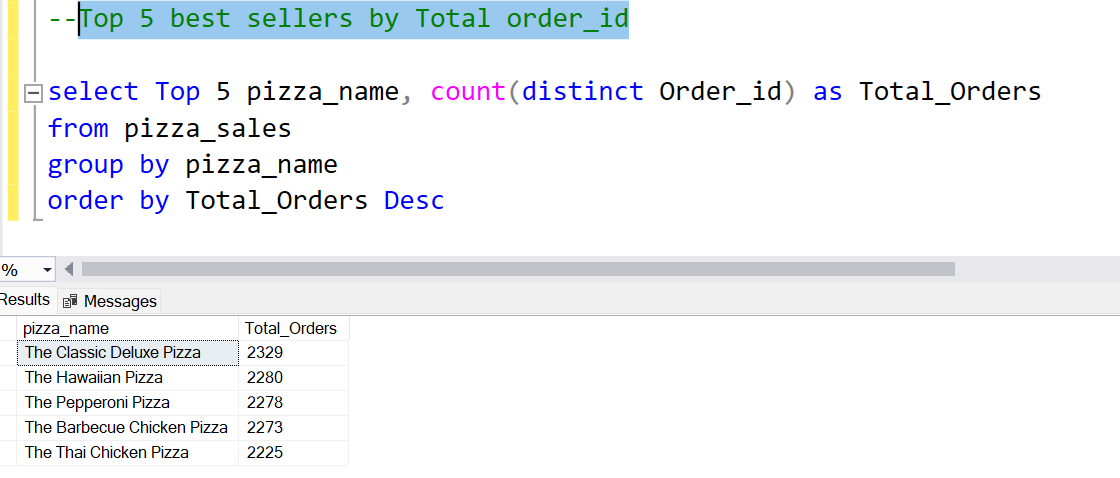 --Top 5 best sellers by Total order_id
select Top 5 pizza_name, count(distinct Order_id) as Total_Orders
from pizza_sales
group by pizza_name
order by Total_Orders Desc
%
Results Messages
pizza_name Total_Orders
The Classic Deluxe Pizza 2329
The Hawaiian Pizza 2280
The Pepperoni Pizza 2278
The Barbecue Chicken Pizza 2273
The Thai Chicken Pizza 2225